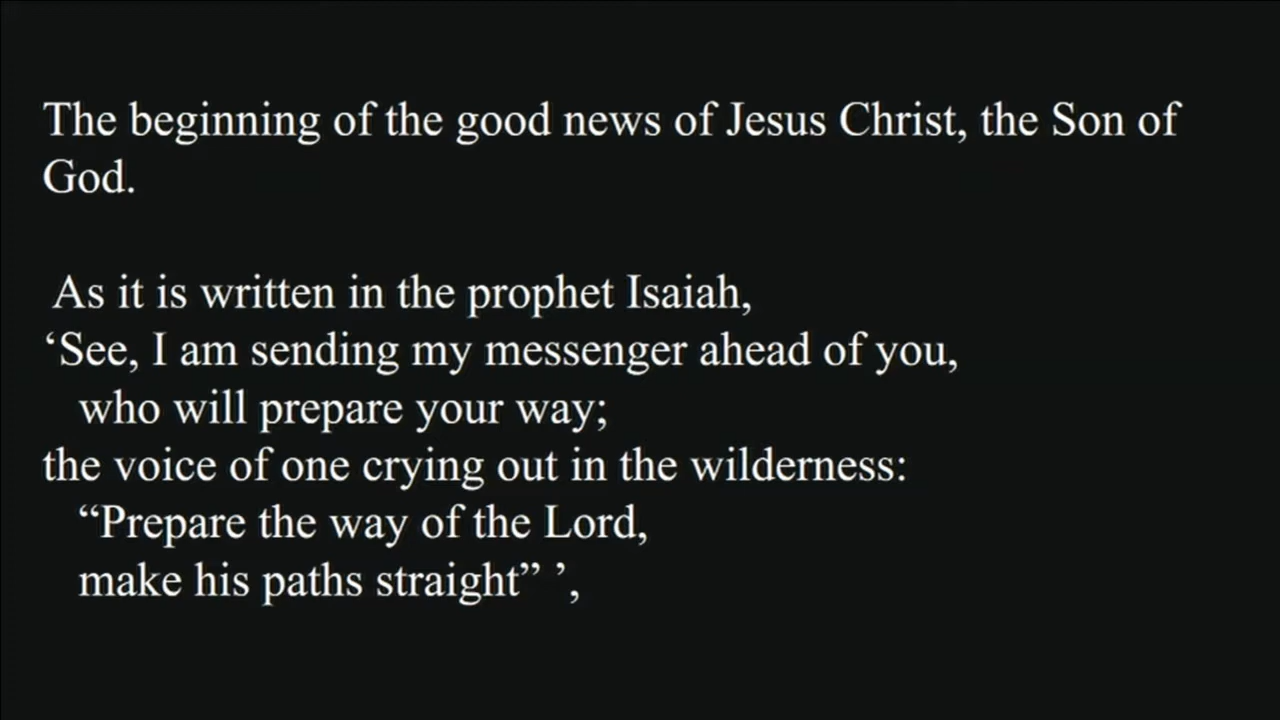 The beginning of the good news of Jesus Christ, the Son of
God.
As it is written in the prophet Isaiah,
‘See, I am sending my messenger ahead of you,
who will prepare your way;
the voice of one crying out in the wilderness:
“Prepare the way of the Lord,
make his paths straight” ’,